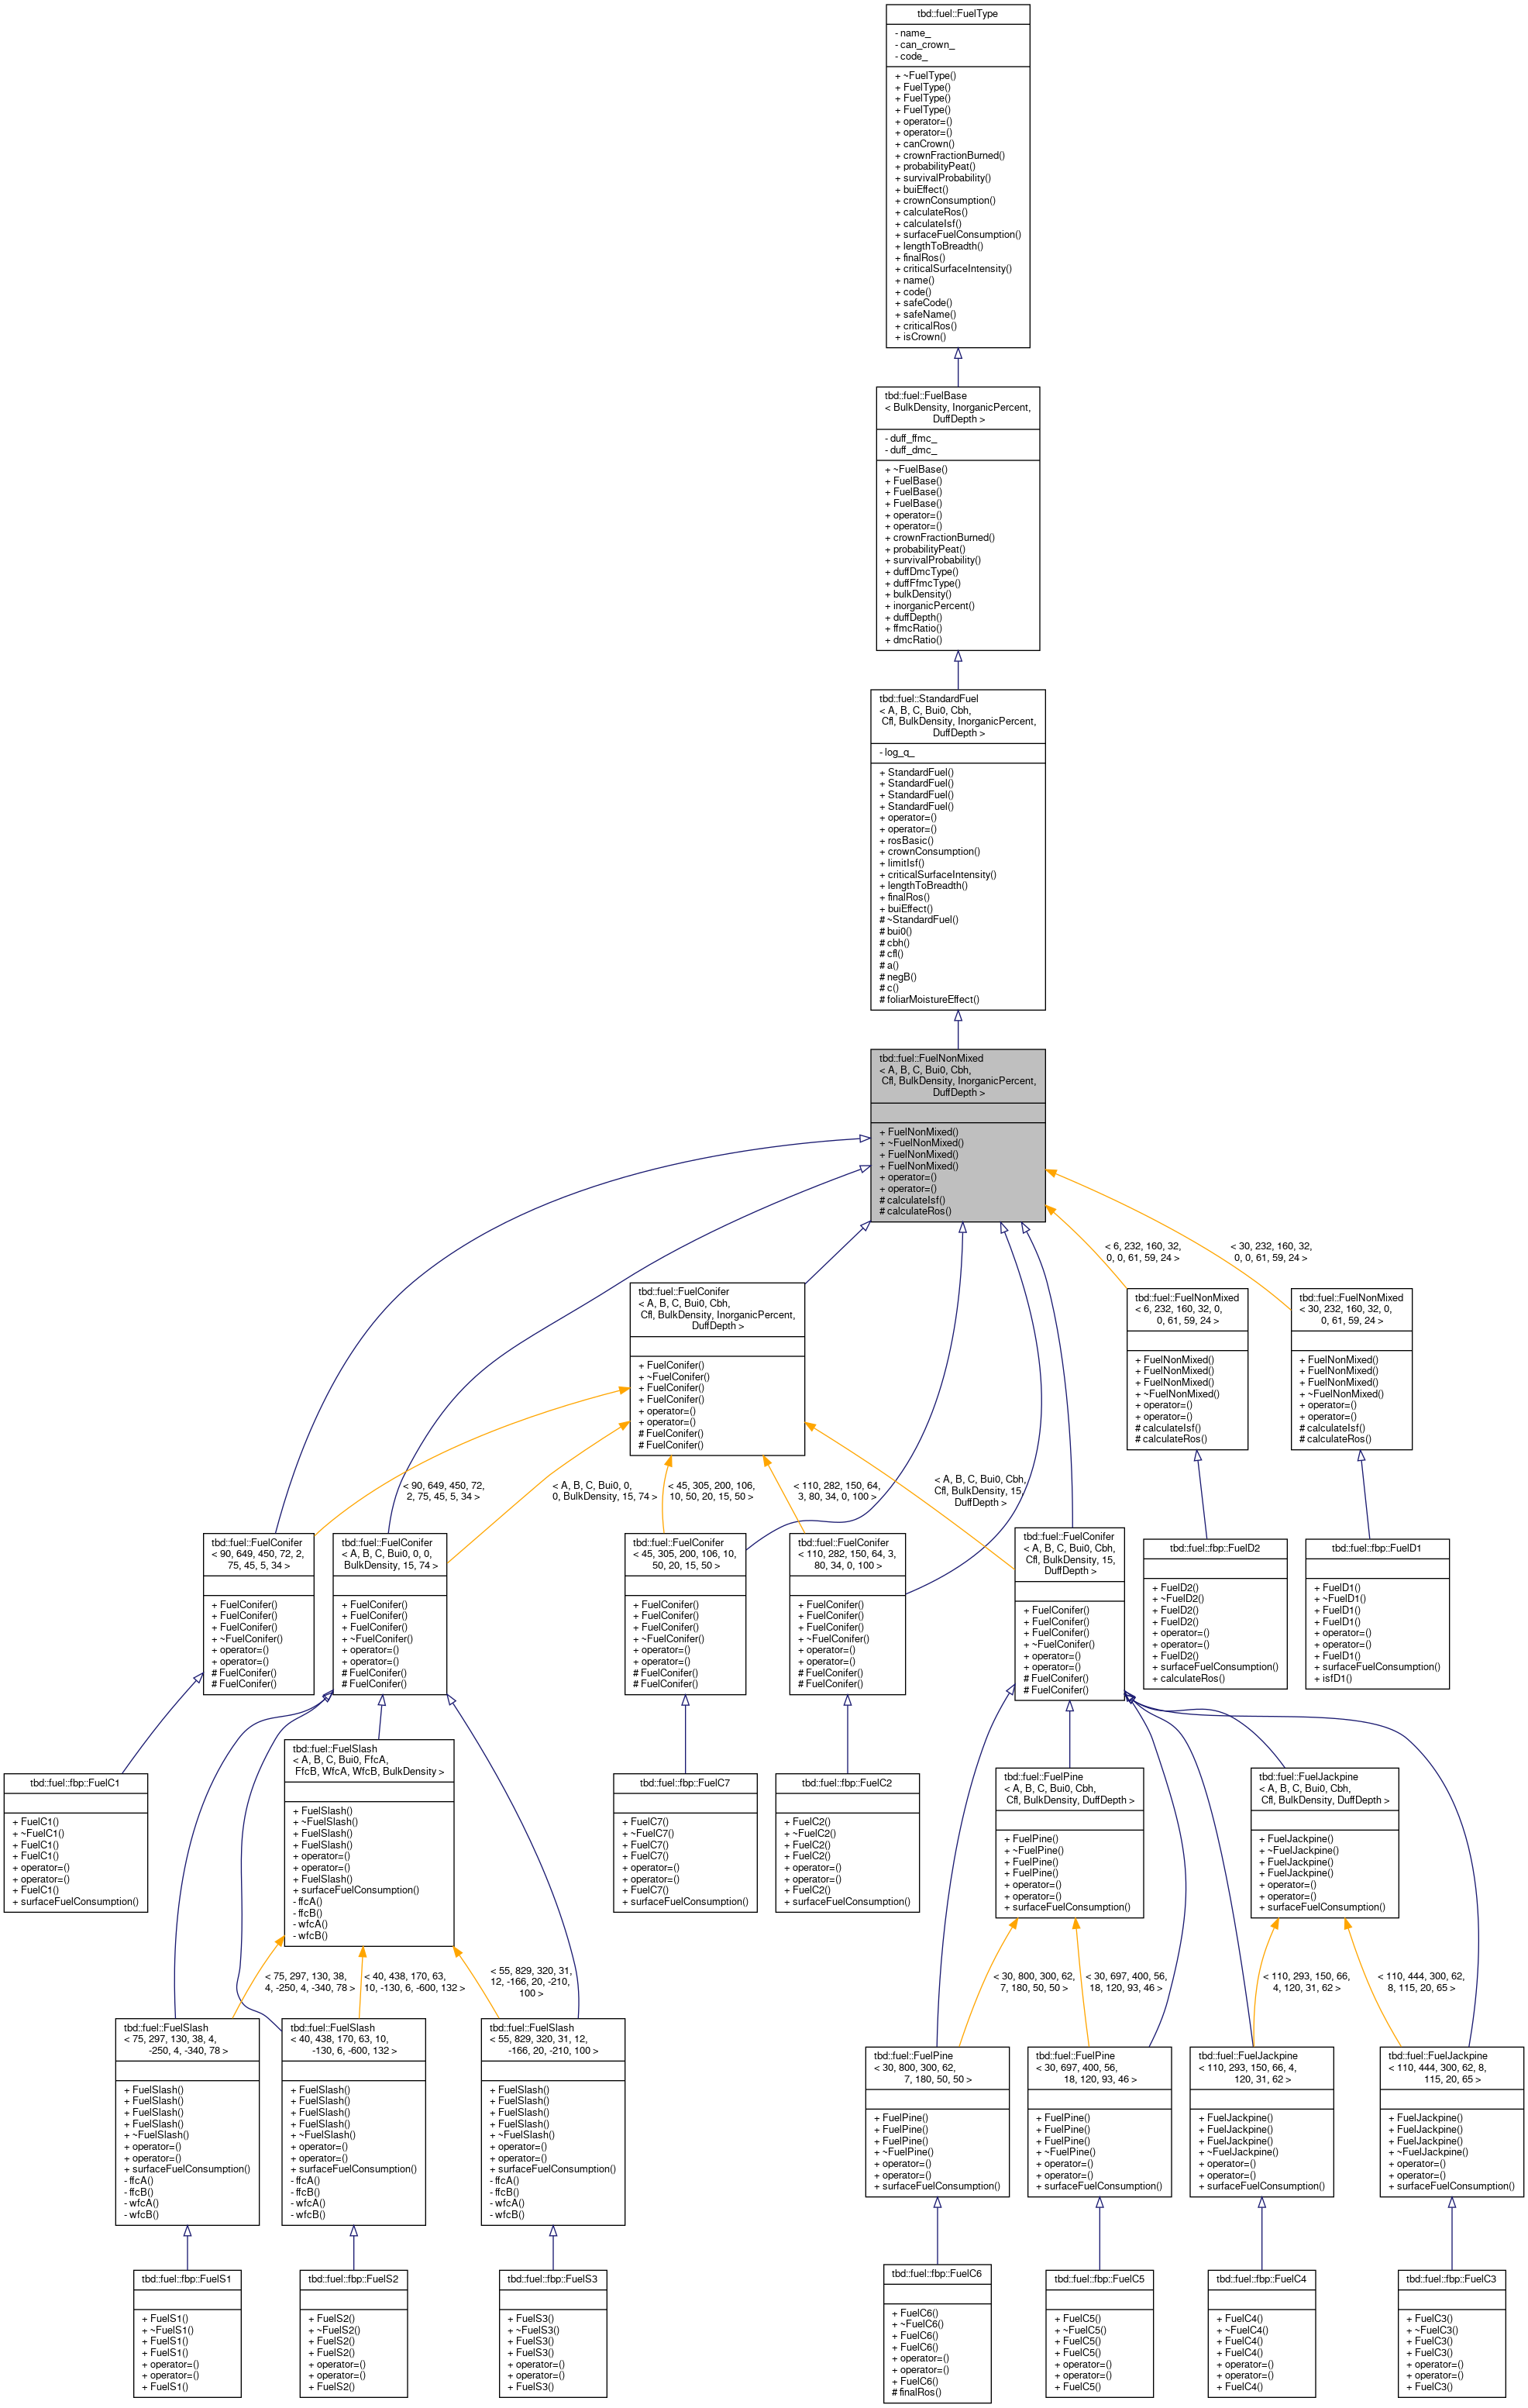 tbd::fuel::FuelType
- name_
- can_crown_
- code_
+ ~FuelType()
+ FuelType()
+ FuelType()
+ FuelType()
+ operator=()
+ operator=()
+ canCrown()
+ crownFractionBurned()
+ probabilityPeat()
+ survivalProbability()
+ buiEffect()
+ crownConsumption()
+ calculateRos()
+ calculateIsf()
+ surfaceFuelConsumption()
+ lengthToBreadth()
+ finalRos()
+ criticalSurfaceIntensity()
+ name()
+ code()
+ safeCode()
+ safeName()
+ criticalRos()
+ isCrown()
tbd::fuel::FuelBase
< BulkDensity, InorganicPercent,
DuffDepth >
- duff_ffmc_
- duff_dmc_
+ ~FuelBase()
+ FuelBase()
+ FuelBase()
+ FuelBase()
+ operator=()
+ operator=()
+ crownFractionBurned()
+ probabilityPeat()
+ survivalProbability()
+ duffDmcType()
+ duffFfmcType()
+ bulkDensity()
+ inorganicPercent()
+ duffDepth()
+ ffmcRatio()
+ dmcRatio()
tbd::fuel::StandardFuel
< A, B, C, Bui0, Cbh,
Cfl, BulkDensity, InorganicPercent,
DuffDepth >
- log_q_
+ StandardFuel()
+ StandardFuel()
+ StandardFuel()
+ StandardFuel()
+ operator=()
+ operator=()
+ rosBasic()
+ crownConsumption()
+ limitIsf()
+ criticalSurfaceIntensity()
+ lengthToBreadth()
+ finalRos()
+ buiEffect()
# ~StandardFuel()
# bui0()
# cbh()
# cfl()
# a()
# negB()
# c()
# foliarMoistureEffect()
tbd::fuel::FuelNonMixed
< A, B, C, Bui0, Cbh,
Cfl, BulkDensity, InorganicPercent,
DuffDepth >
+ FuelNonMixed()
+ ~FuelNonMixed()
+ FuelNonMixed()
+ FuelNonMixed()
+ operator=()
+ operator=()
# calculateIsf()
# calculateRos()
< 6, 232, 160, 32,
0, 0, 61, 59, 24 >
< 30, 232, 160, 32,
0, 0, 61, 59, 24 >
tbd::fuel::FuelConifer
< A, B, C, Bui0, Cbh,
Cfl, BulkDensity, InorganicPercent,
DuffDepth >
+ FuelConifer()
+ ~FuelConifer()
+ FuelConifer()
+ FuelConifer()
+ operator=()
+ operator=()
# FuelConifer()
# FuelConifer()
tbd::fuel::FuelNonMixed
< 6, 232, 160, 32, 0,
0, 61, 59, 24 >
+ FuelNonMixed()
+ FuelNonMixed()
+ FuelNonMixed()
+ ~FuelNonMixed()
+ operator=()
+ operator=()
# calculateIsf()
# calculateRos()
tbd::fuel::FuelNonMixed
< 30, 232, 160, 32, 0,
0, 61, 59, 24 >
+ FuelNonMixed()
+ FuelNonMixed()
+ FuelNonMixed()
+ ~FuelNonMixed()
+ operator=()
+ operator=()
# calculateIsf()
# calculateRos()
< 90, 649, 450, 72,
2, 75, 45, 5, 34 >
< A, B, C, Bui0, 0,
0, BulkDensity, 15, 74 >
< 45, 305, 200, 106,
10, 50, 20, 15, 50 >
< 110, 282, 150, 64,
3, 80, 34, 0, 100 >
< A, B, C, Bui0, Cbh,
Cfl, BulkDensity, 15,
DuffDepth >
tbd::fuel::FuelConifer
< 90, 649, 450, 72, 2,
75, 45, 5, 34 >
+ FuelConifer()
+ FuelConifer()
+ FuelConifer()
+ ~FuelConifer()
+ operator=()
+ operator=()
# FuelConifer()
# FuelConifer()
tbd::fuel::FuelConifer
< A, B, C, Bui0, 0, 0,
BulkDensity, 15, 74 >
+ FuelConifer()
+ FuelConifer()
+ FuelConifer()
+ ~FuelConifer()
+ operator=()
+ operator=()
# FuelConifer()
# FuelConifer()
tbd::fuel::FuelConifer
< 45, 305, 200, 106, 10,
50, 20, 15, 50 >
+ FuelConifer()
+ FuelConifer()
+ FuelConifer()
+ ~FuelConifer()
+ operator=()
+ operator=()
# FuelConifer()
# FuelConifer()
tbd::fuel::FuelConifer
< 110, 282, 150, 64, 3,
80, 34, 0, 100 >
+ FuelConifer()
+ FuelConifer()
+ FuelConifer()
+ ~FuelConifer()
+ operator=()
+ operator=()
# FuelConifer()
# FuelConifer()
tbd::fuel::FuelConifer
< A, B, C, Bui0, Cbh,
Cfl, BulkDensity, 15,
DuffDepth >
+ FuelConifer()
+ FuelConifer()
+ FuelConifer()
+ ~FuelConifer()
+ operator=()
+ operator=()
# FuelConifer()
# FuelConifer()
tbd::fuel::fbp::FuelD2
+ FuelD2()
+ ~FuelD2()
+ FuelD2()
+ FuelD2()
+ operator=()
+ operator=()
+ FuelD2()
+ surfaceFuelConsumption()
+ calculateRos()
tbd::fuel::fbp::FuelD1
+ FuelD1()
+ ~FuelD1()
+ FuelD1()
+ FuelD1()
+ operator=()
+ operator=()
+ FuelD1()
+ surfaceFuelConsumption()
+ isfD1()
tbd::fuel::fbp::FuelC1
+ FuelC1()
+ ~FuelC1()
+ FuelC1()
+ FuelC1()
+ operator=()
+ operator=()
+ FuelC1()
+ surfaceFuelConsumption()
tbd::fuel::FuelSlash
< A, B, C, Bui0, FfcA,
FfcB, WfcA, WfcB, BulkDensity >
+ FuelSlash()
+ ~FuelSlash()
+ FuelSlash()
+ FuelSlash()
+ operator=()
+ operator=()
+ FuelSlash()
+ surfaceFuelConsumption()
- ffcA()
- ffcB()
- wfcA()
- wfcB()
tbd::fuel::fbp::FuelC7
+ FuelC7()
+ ~FuelC7()
+ FuelC7()
+ FuelC7()
+ operator=()
+ operator=()
+ FuelC7()
+ surfaceFuelConsumption()
tbd::fuel::fbp::FuelC2
+ FuelC2()
+ ~FuelC2()
+ FuelC2()
+ FuelC2()
+ operator=()
+ operator=()
+ FuelC2()
+ surfaceFuelConsumption()
tbd::fuel::FuelPine
< A, B, C, Bui0, Cbh,
Cfl, BulkDensity, DuffDepth >
+ FuelPine()
+ ~FuelPine()
+ FuelPine()
+ FuelPine()
+ operator=()
+ operator=()
+ surfaceFuelConsumption()
tbd::fuel::FuelJackpine
< A, B, C, Bui0, Cbh,
Cfl, BulkDensity, DuffDepth >
+ FuelJackpine()
+ ~FuelJackpine()
+ FuelJackpine()
+ FuelJackpine()
+ operator=()
+ operator=()
+ surfaceFuelConsumption()
< 75, 297, 130, 38,
4, -250, 4, -340, 78 >
< 40, 438, 170, 63,
10, -130, 6, -600, 132 >
< 55, 829, 320, 31,
12, -166, 20, -210,
100 >
< 30, 800, 300, 62,
7, 180, 50, 50 >
< 30, 697, 400, 56,
18, 120, 93, 46 >
< 110, 293, 150, 66,
4, 120, 31, 62 >
< 110, 444, 300, 62,
8, 115, 20, 65 >
tbd::fuel::FuelSlash
< 75, 297, 130, 38, 4,
-250, 4, -340, 78 >
+ FuelSlash()
+ FuelSlash()
+ FuelSlash()
+ FuelSlash()
+ ~FuelSlash()
+ operator=()
+ operator=()
+ surfaceFuelConsumption()
- ffcA()
- ffcB()
- wfcA()
- wfcB()
tbd::fuel::FuelSlash
< 40, 438, 170, 63, 10,
-130, 6, -600, 132 >
+ FuelSlash()
+ FuelSlash()
+ FuelSlash()
+ FuelSlash()
+ ~FuelSlash()
+ operator=()
+ operator=()
+ surfaceFuelConsumption()
- ffcA()
- ffcB()
- wfcA()
- wfcB()
tbd::fuel::FuelSlash
< 55, 829, 320, 31, 12,
-166, 20, -210, 100 >
+ FuelSlash()
+ FuelSlash()
+ FuelSlash()
+ FuelSlash()
+ ~FuelSlash()
+ operator=()
+ operator=()
+ surfaceFuelConsumption()
- ffcA()
- ffcB()
- wfcA()
- wfcB()
tbd::fuel::FuelPine
< 30, 800, 300, 62,
7, 180, 50, 50 >
+ FuelPine()
+ FuelPine()
+ FuelPine()
+ ~FuelPine()
+ operator=()
+ operator=()
+ surfaceFuelConsumption()
tbd::fuel::FuelPine
< 30, 697, 400, 56,
18, 120, 93, 46 >
+ FuelPine()
+ FuelPine()
+ FuelPine()
+ ~FuelPine()
+ operator=()
+ operator=()
+ surfaceFuelConsumption()
tbd::fuel::FuelJackpine
< 110, 293, 150, 66, 4,
120, 31, 62 >
+ FuelJackpine()
+ FuelJackpine()
+ FuelJackpine()
+ ~FuelJackpine()
+ operator=()
+ operator=()
+ surfaceFuelConsumption()
tbd::fuel::FuelJackpine
< 110, 444, 300, 62, 8,
115, 20, 65 >
+ FuelJackpine()
+ FuelJackpine()
+ FuelJackpine()
+ ~FuelJackpine()
+ operator=()
+ operator=()
+ surfaceFuelConsumption()
tbd::fuel::fbp::FuelS1
+ FuelS1()
+ ~FuelS1()
+ FuelS1()
+ FuelS1()
+ operator=()
+ operator=()
+ FuelS1()
tbd::fuel::fbp::FuelS2
+ FuelS2()
+ ~FuelS2()
+ FuelS2()
+ FuelS2()
+ operator=()
+ operator=()
+ FuelS2()
tbd::fuel::fbp::FuelS3
+ FuelS3()
+ ~FuelS3()
+ FuelS3()
+ FuelS3()
+ operator=()
+ operator=()
+ FuelS3()
tbd::fuel::fbp::FuelC6
+ FuelC6()
+ ~FuelC6()
+ FuelC6()
+ FuelC6()
+ operator=()
+ operator=()
+ FuelC6()
# finalRos()
tbd::fuel::fbp::FuelC5
+ FuelC5()
+ ~FuelC5()
+ FuelC5()
+ FuelC5()
+ operator=()
+ operator=()
+ FuelC5()
tbd::fuel::fbp::FuelC4
+ FuelC4()
+ ~FuelC4()
+ FuelC4()
+ FuelC4()
+ operator=()
+ operator=()
+ FuelC4()
tbd::fuel::fbp::FuelC3
+ FuelC3()
+ ~FuelC3()
+ FuelC3()
+ FuelC3()
+ operator=()
+ operator=()
+ FuelC3()